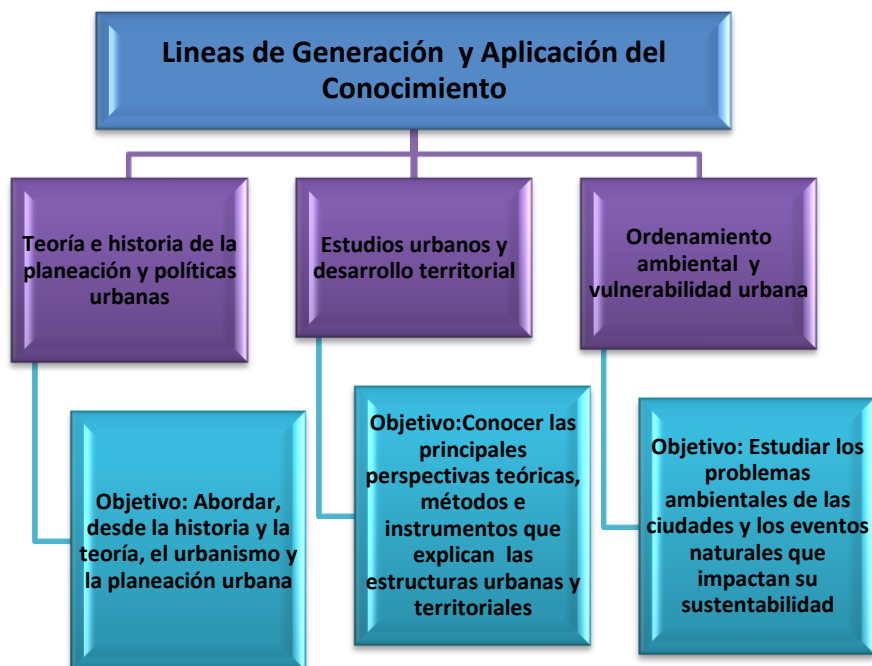 Lineas de Generación y Aplicación del
Conocimiento
Teoría e historia de la
planeación y políticas
urbanas
Estudios urbanos y
desarrollo territorial
Ordenamiento
ambiental y
vulnerabilidad urbana
Objetivo: Abordar,
desde la historia y la
teoría, el urbanismo y
la planeación urbana
Objetivo:Conocer las
principales
perspectivas teóricas,
métodos e
instrumentos que
explican las
estructuras urbanas y
territoriales
Objetivo: Estudiar los
problemas
ambientales de las
ciudades y los eventos
naturales que
impactan su
sustentabilidad